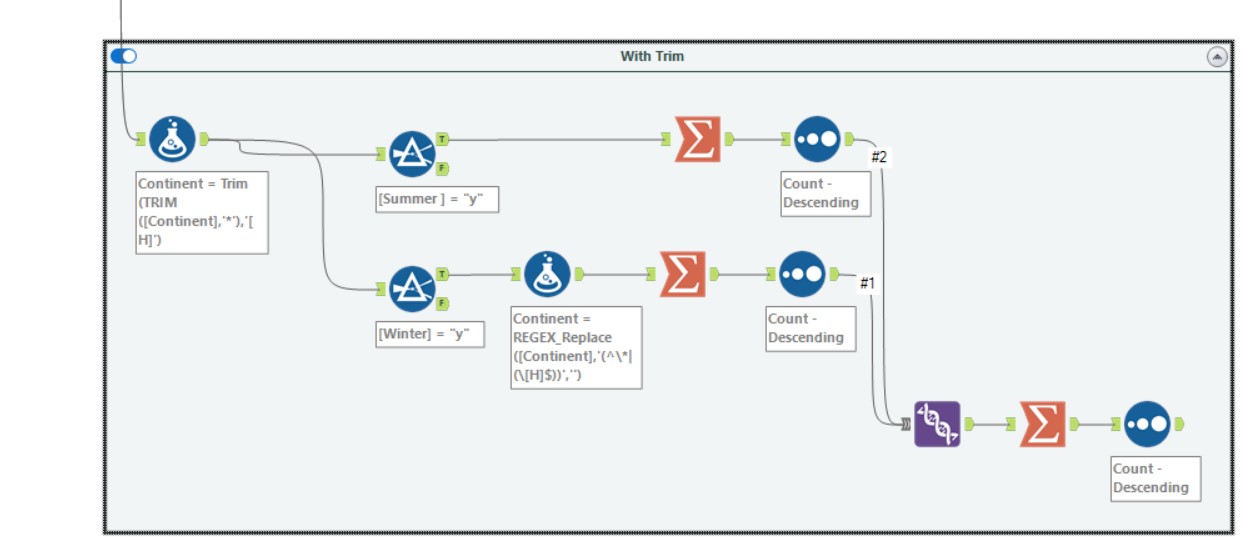 With Trim
T
F
#2
Continent = Trim
(TRIM
([Continent],'*'),'[
H]')
[Summer ] = "y"
Count -
Descending
T
F
#1
[Winter] = "y"
Continent =
REGEX_Replace
([Continent],'(^\*|
(\[H]$))','')
Count -
Descending
Count -
Descending